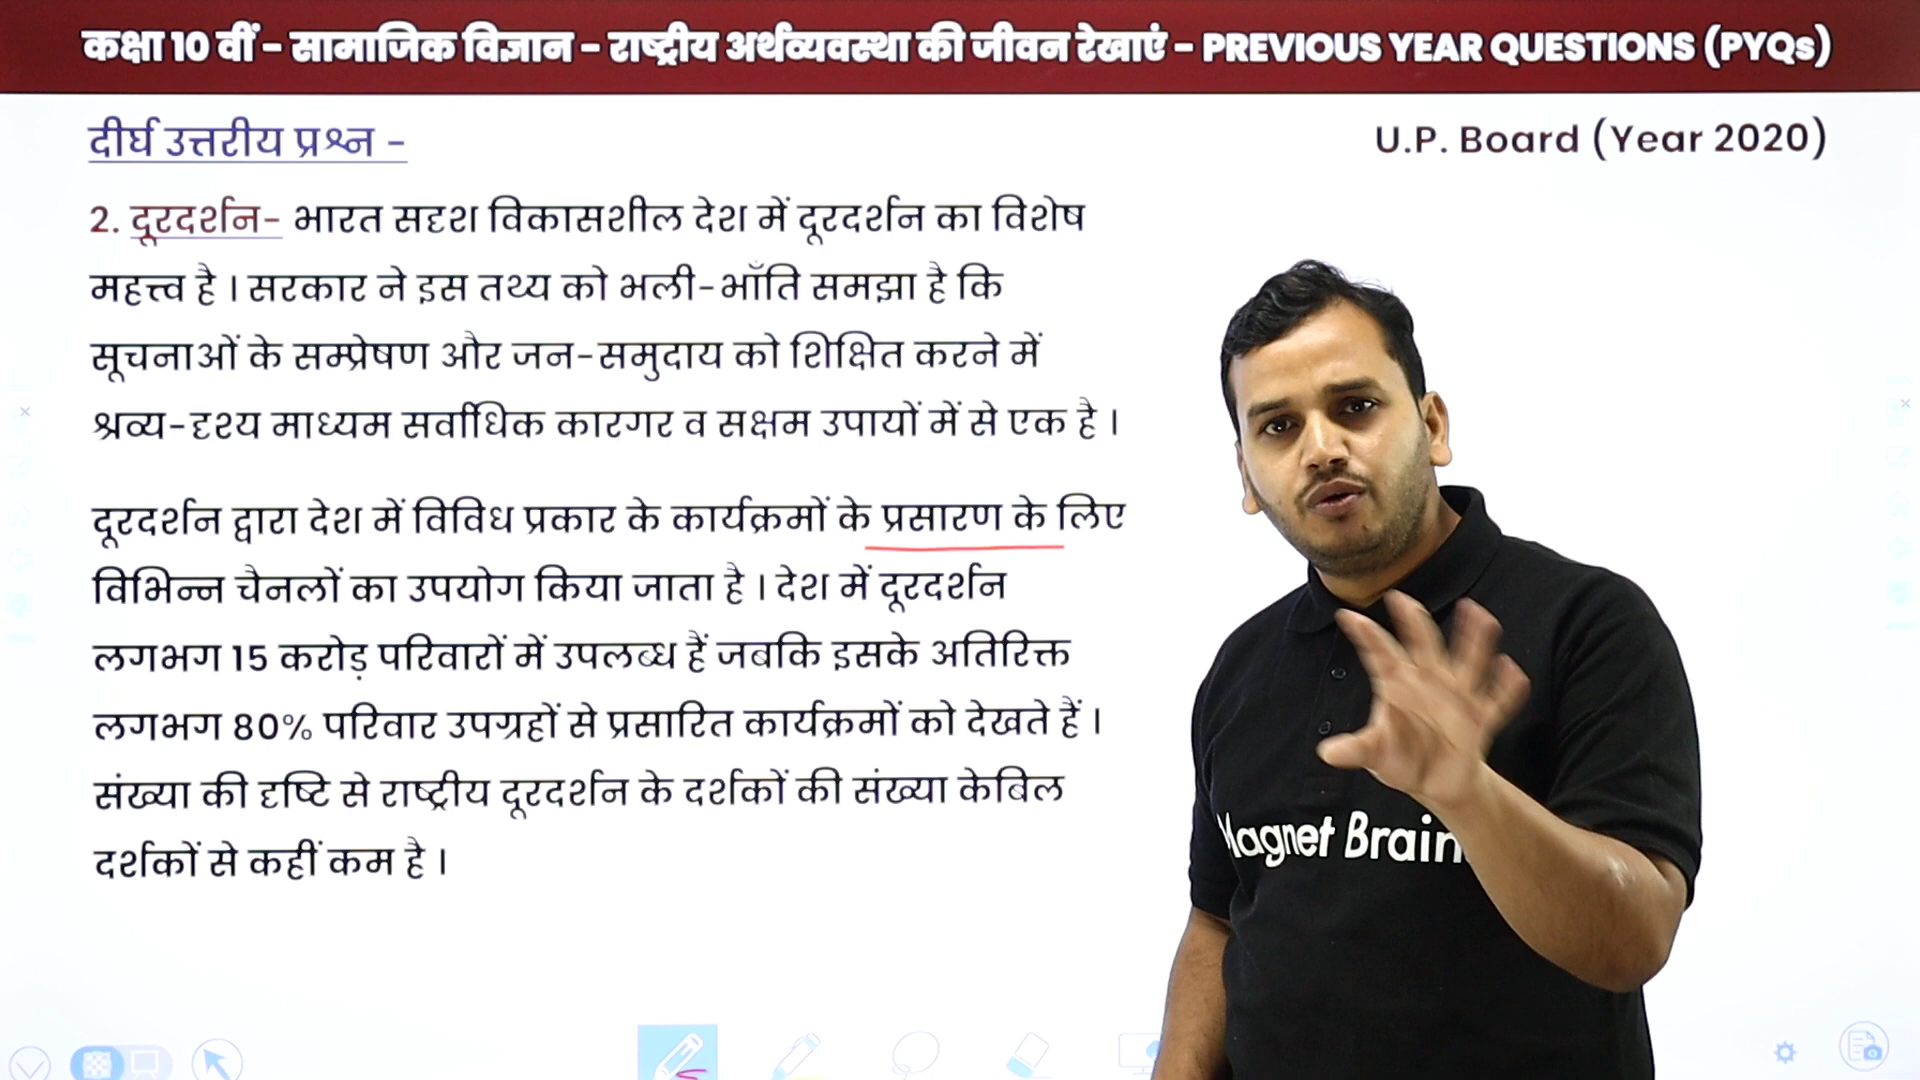 कक्षा 10 वीं – सामाजिक विज्ञान – राष्ट्रीय अर्थव्यवस्था की जीवन रेखाएं – PREVIOUS YEAR QUESTIONS (PYQs)
दीर्घ उत्तरीय प्रश्न –
U.P. Board (Year 2020)
2. दूरदर्शन– भारत सदृश विकासशील देश में दूरदर्शन का विशेष
महत्त्व है । सरकार ने इस तथ्य को भली-भाँति समझा है कि
सूचनाओं के सम्प्रेषण और जन-समुदाय को शिक्षित करने में
श्रव्य-दृश्य माध्यम सर्वाधिक कारगर व सक्षम उपायों में से एक है ।
दूरदर्शन द्वारा देश में विविध प्रकार के कार्यक्रमों के प्रसारण के लिए
विभिन्न चैनलों का उपयोग किया जाता है । देश में दूरदर्शन
लगभग 15 करोड़ परिवारों में उपलब्ध हैं जबकि इसके अतिरिक्त
लगभग 80% परिवार उपग्रहों से प्रसारित कार्यक्रमों को देखते हैं ।
संख्या की दृष्टि से राष्ट्रीय दूरदर्शन के दर्शकों की संख्या केबिल
दर्शकों से कहीं कम है ।
Magnet Brain